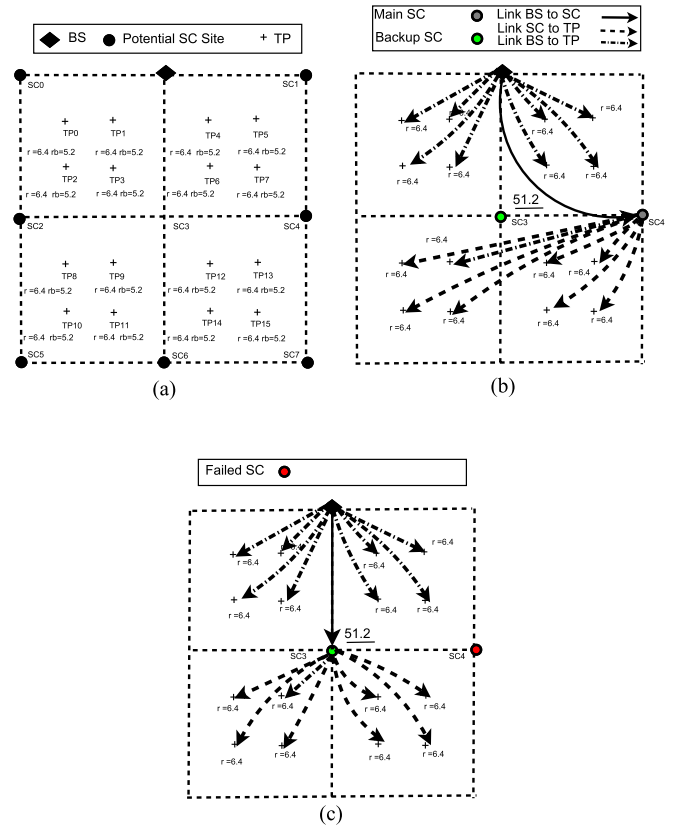 BS Potential SC Site TP
SC0 SC1
TP0 TP1 TP4 TP5
r =6.4 rb=5.2 r =6.4 rb=5.2 r =6.4 rb=5.2 r =6.4 rb=5.2
TP2 TP3 TP6 TP7
r =6.4 rb=5.2 r =6.4 rb=5.2 r =6.4 rb=5.2 r =6.4 rb=5.2
SC2 SC3 SC4
TP8 TP9 TP12 TP13
r =6.4 rb=5.2 r =6.4 rb=5.2 r =6.4 rb=5.2 r =6.4 rb=5.2
TP10 TP11 TP14 TP15
r =6.4 rb=5.2 r =6.4 rb=5.2 r =6.4 rb=5.2 r =6.4 rb=5.2
SC5 SC6 SC7
(a)
Main SC Link BS to SC
Link SC to TP
Backup SC Link BS to TP
r =6.4
r =6.4 r =6.4 r =6.4
r =6.4 r =6.4 r =6.4 r =6.4
51.2
SC3 SC4
r =6.4
r =6.4 r =6.4 r =6.4
r =6.4 r =6.4 r =6.4 r =6.4
(b)
Failed SC
r =6.4
r =6.4 r =6.4
r =6.4 r =6.4 r =6.4 r =6.4
51.2
SC3 SC4
r =6.4 r =6.4 r =6.4 r =6.4
r =6.4 r =6.4 r =6.4 r =6.4
(c)